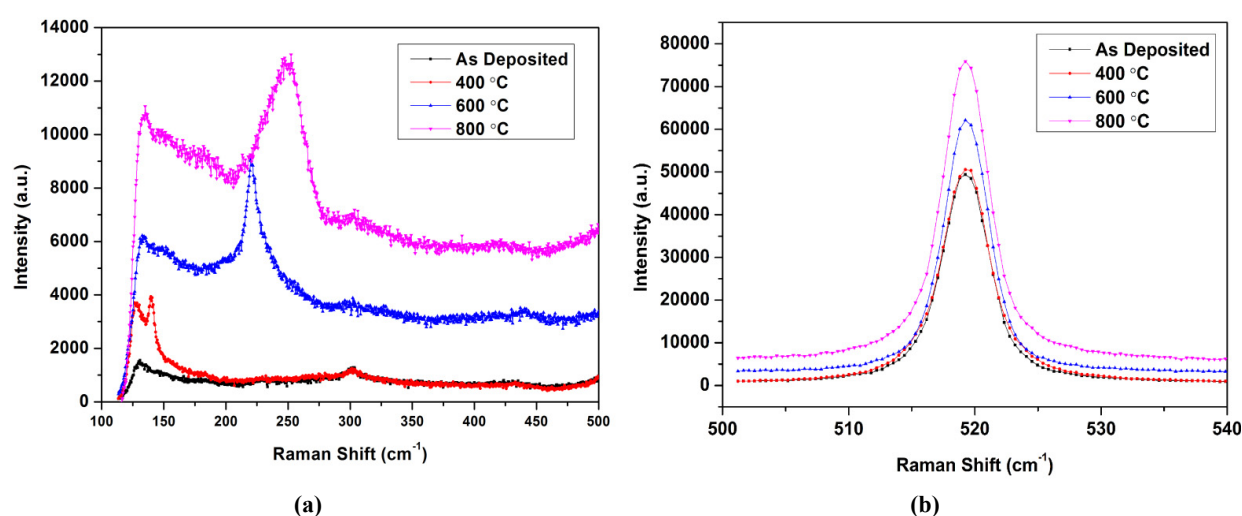 14000
12000
10000
8000
6000
4000
2000
0
Intensity (a.u.)
As Deposited
400 °C
600 °C
800 °C
100 150 200 250 300 350 400 450 500
Raman Shift (cm-1)
(a)
80000
70000
60000
50000
40000
30000
20000
10000
0
Intensity (a.u.)
As Deposited
400 °C
600 °C
800 °C
500 510 520 530 540
Raman Shift (cm-1)
(b)